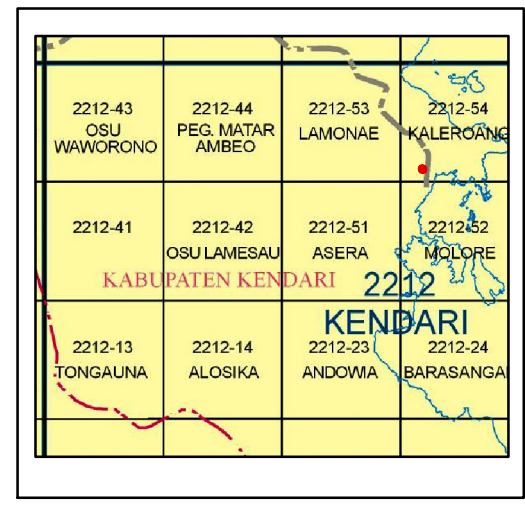 2212-43
OSU
WAWORONO
2212-44
PEG. MATAR
AMBEO
2212-53
LAMONAE
2212-54
KALEROANG
2212-41
2212-42
OSU LAMESAU
2212-51
ASERA
2212-52
MOLORE
KABUPATEN KENDARI
2212
KENDARI
2212-13
TONGAUNA
2212-14
ALOSIKA
2212-23
ANDOWIA
2212-24
BARASANGA